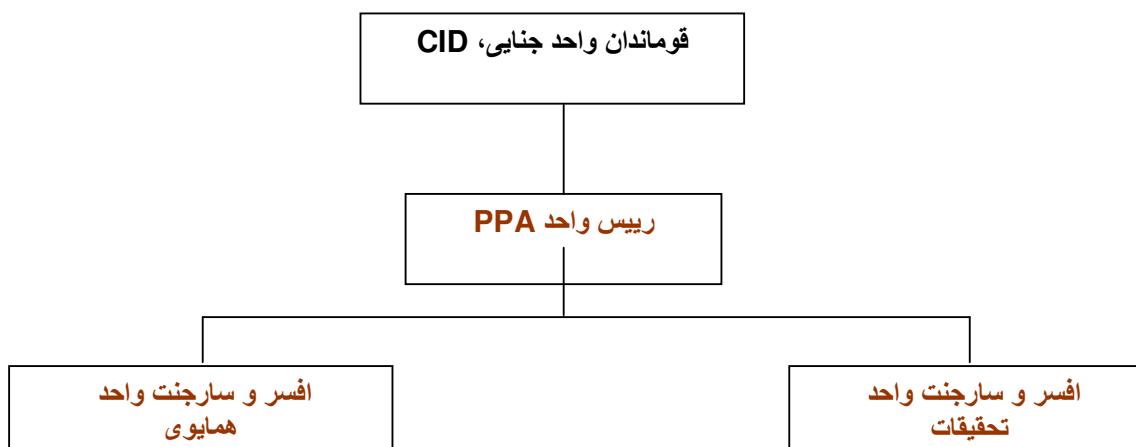 قوماندان واحد جنایی، CID
رییس واحد PPA
افسر و سارجنت واحد
تحقیقات
افسر و سارجنت واحد
همایوی